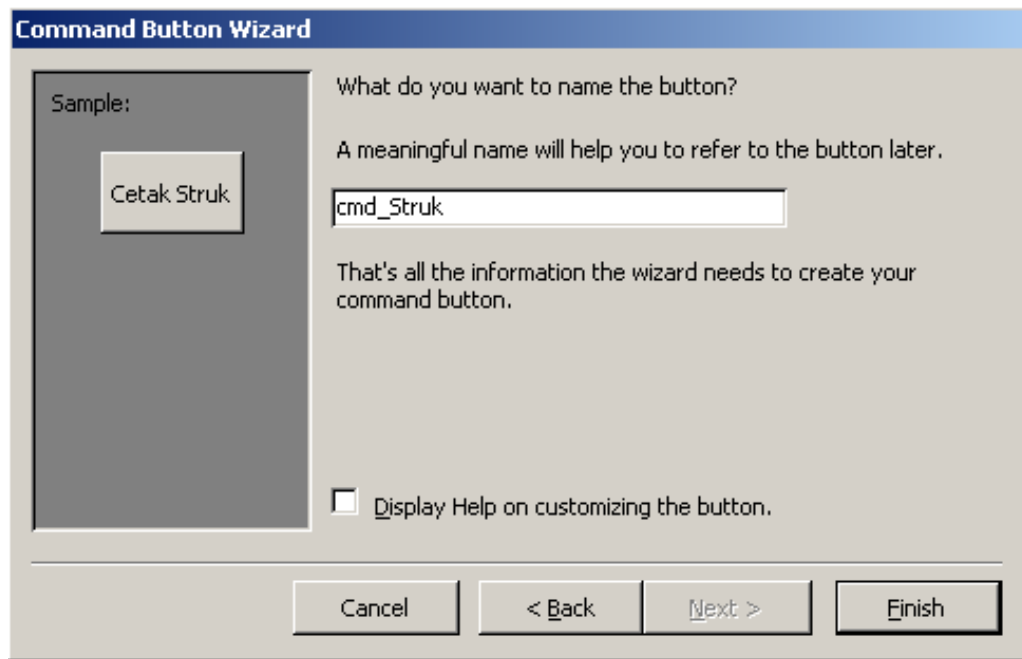 Command Button Wizard
Sample:
Cetak Struk
What do you want to name the button?
A meaningful name will help you to refer to the button later.
cmd_Struk
That's all the information the wizard needs to create your
command button.
Display Help on customizing the button.
Cancel
< Back
Next >
Finish